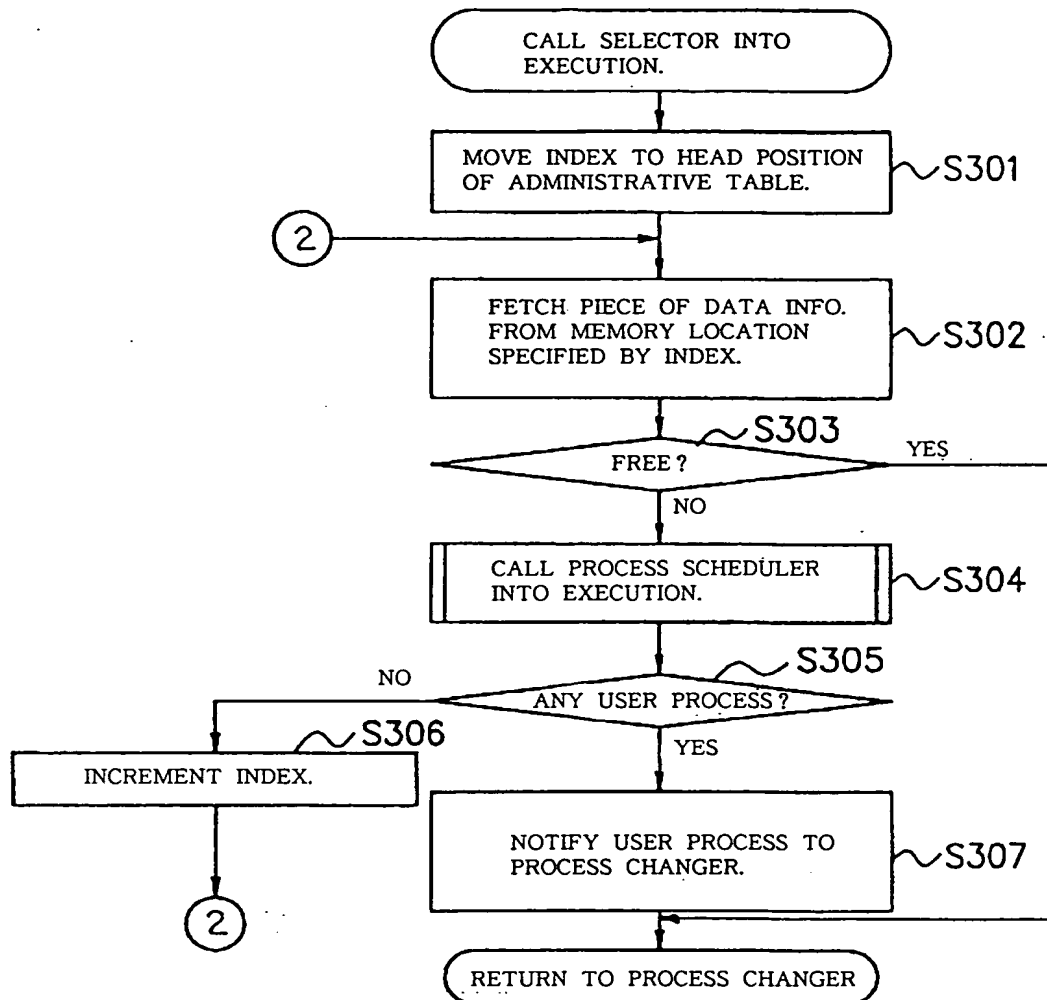 CALL SELECTOR INTO
EXECUTION.
MOVE INDEX TO HEAD POSITION
OF ADMINISTRATIVE TABLE.
S301
2
FETCH PIECE OF DATA INFO.
FROM MEMORY LOCATION
SPECIFIED BY INDEX.
S302
S303
FREE?
YES
NO
CALL PROCESS SCHEDULER
INTO EXECUTION.
S304
S305
NO
ANY USER PROCESS?
S306
YES
INCREMENT INDEX.
NOTIFY USER PROCESS TO
PROCESS CHANGER.
S307
2
RETURN TO PROCESS CHANGER